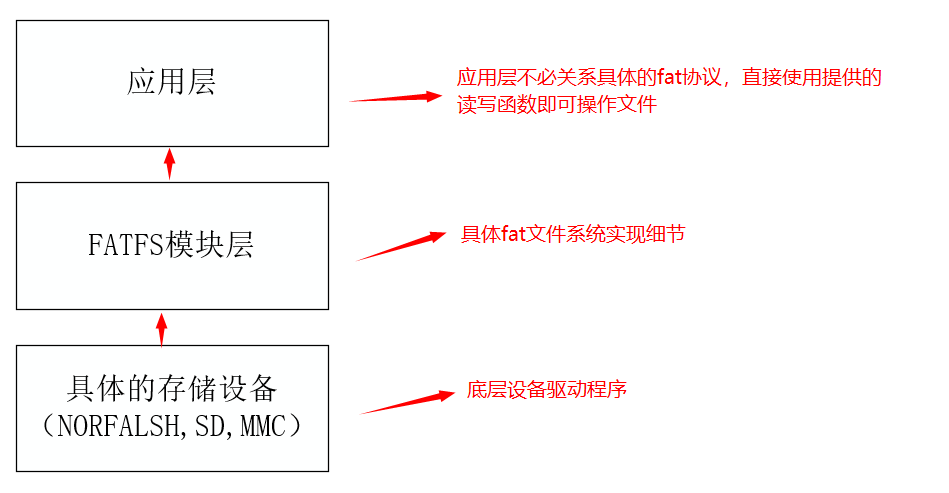 应用层
应用层不必关系具体的fat协议，直接使用提供的
读写函数即可操作文件
FATFS模块层
具体fat文件系统实现细节
具体的存储设备
（NORFALSH,SD,MMC）
底层设备驱动程序